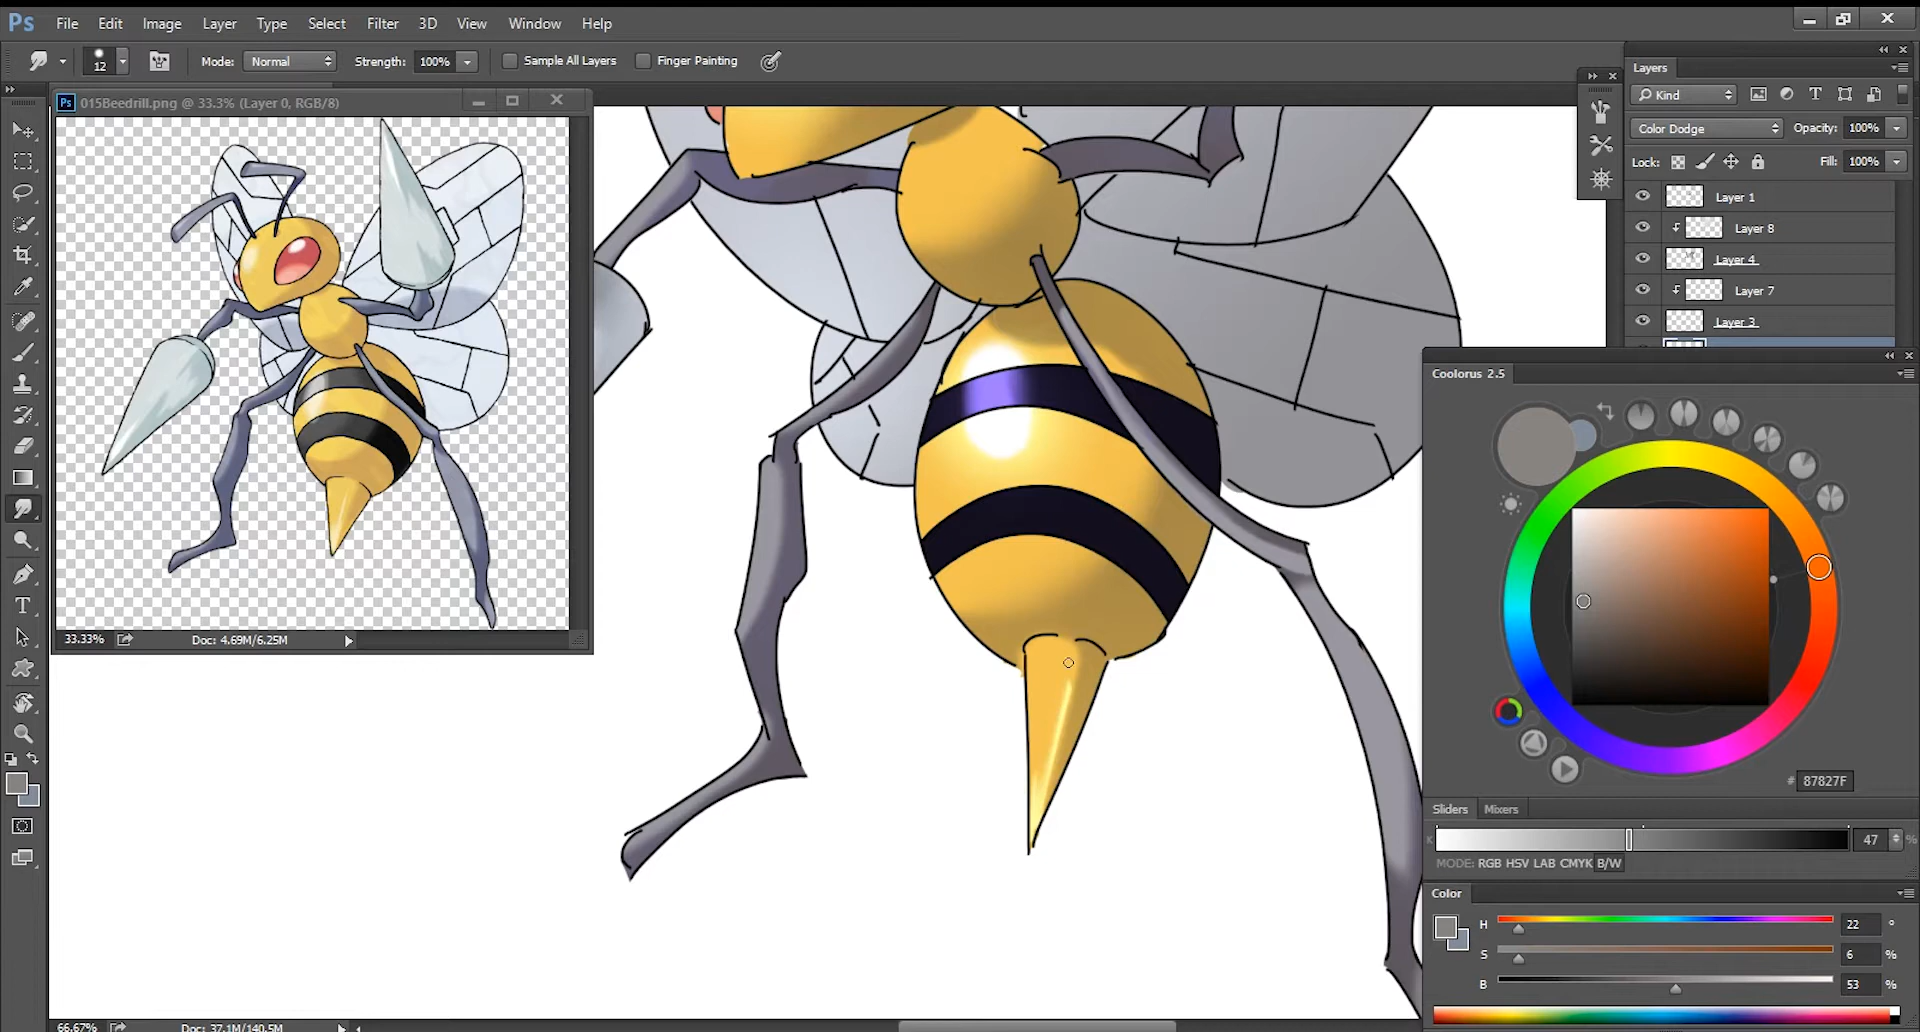 Ps File Edit Image Layer Type Select Filter 3D View Window Help
12 Mode: Normal Strength: 100% Sample All Layers Finger Painting
Ps 015Beedrill.png @ 33.3% (Layer 0, RGB/8)
33.33% Doc: 4.69M/6.25M
Layers
Kind
Color Dodge Opacity: 100%
Lock: Fill: 100%
Layer 1
Layer 8
Layer 4
Layer 7
Layer 3
Coolorus 2.5
# 87827F
Sliders Mixers
K 47 %
MODE: RGB HSV LAB CMYK B/W
Color
H 22 °
S 6 %
B 53 %
66.67% Doc: 37.1M/140.5M